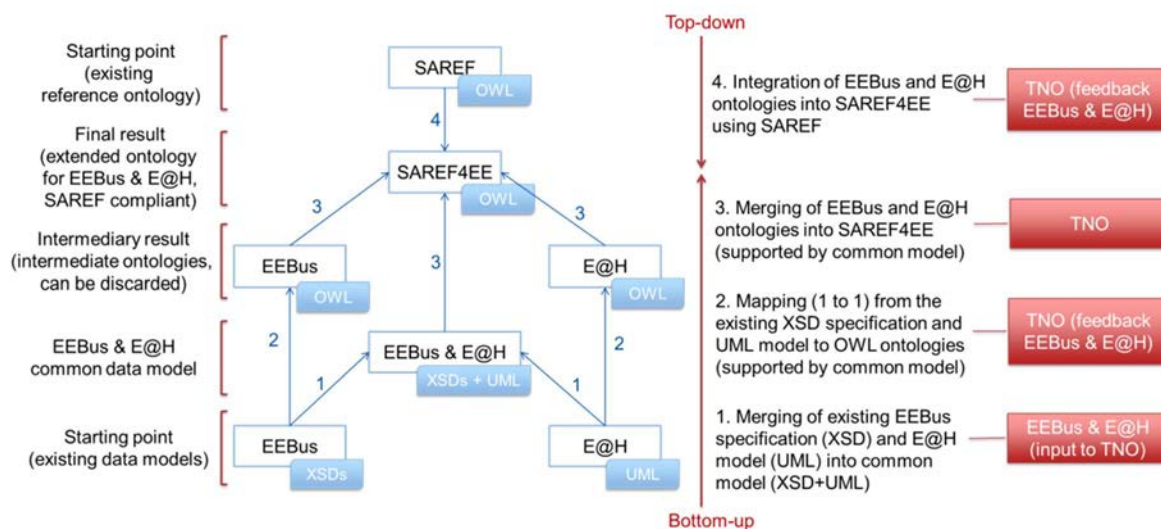 Top-down
Starting point
(existing
reference ontology)
SAREF
OWL
4
4. Integration of EEBus and E@H
ontologies into SAREF4EE
using SAREF
TNO (feedback
EEBus & E@H)
Final result
(extended ontology
for EEBus & E@H,
SAREF compliant)
SAREF4EE
OWL
3
3
3
3. Merging of EEBus and E@H
ontologies into SAREF4EE
(supported by common model)
TNO
Intermediary result
(intermediate ontologies,
can be discarded)
EEBus
OWL
E@H
OWL
2
2
2. Mapping (1 to 1) from the
existing XSD specification and
UML model to OWL ontologies
(supported by common model)
TNO (feedback
EEBus & E@H)
EEBus & E@H
common data model
EEBus & E@H
XSDs + UML
1
1
1. Merging of existing EEBus
specification (XSD) and E@H
model (UML) into common
model (XSD+UML)
EEBus & E@H
(input to TNO)
Starting point
(existing data models)
EEBus
XSDs
E@H
UML
Bottom-up